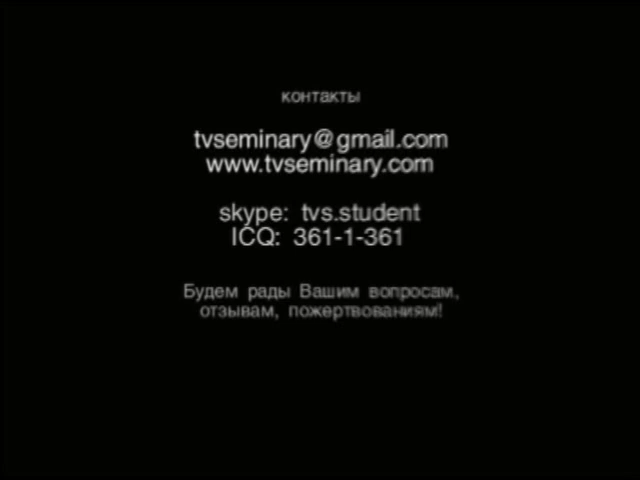 контакты
tvseminary@gmail.com
www.tvseminary.com
skype: tvs.student
ICQ: 361-1-361
Будем рады Вашим вопросам,
отзывам, пожертвованиям!